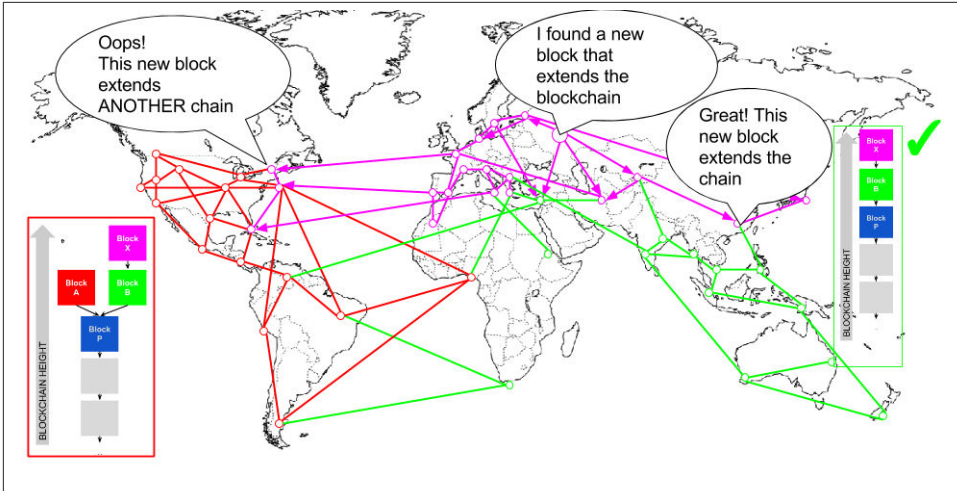 Oops!
This new block
extends
ANOTHER chain
I found a new
block that
extends the
blockchain
Great! This
new block
extends the
chain
BLOCKCHAIN HEIGHT
Block
X
Block
A
Block
B
Block
P
...
BLOCKCHAIN HEIGHT
Block
X
Block
B
Block
P